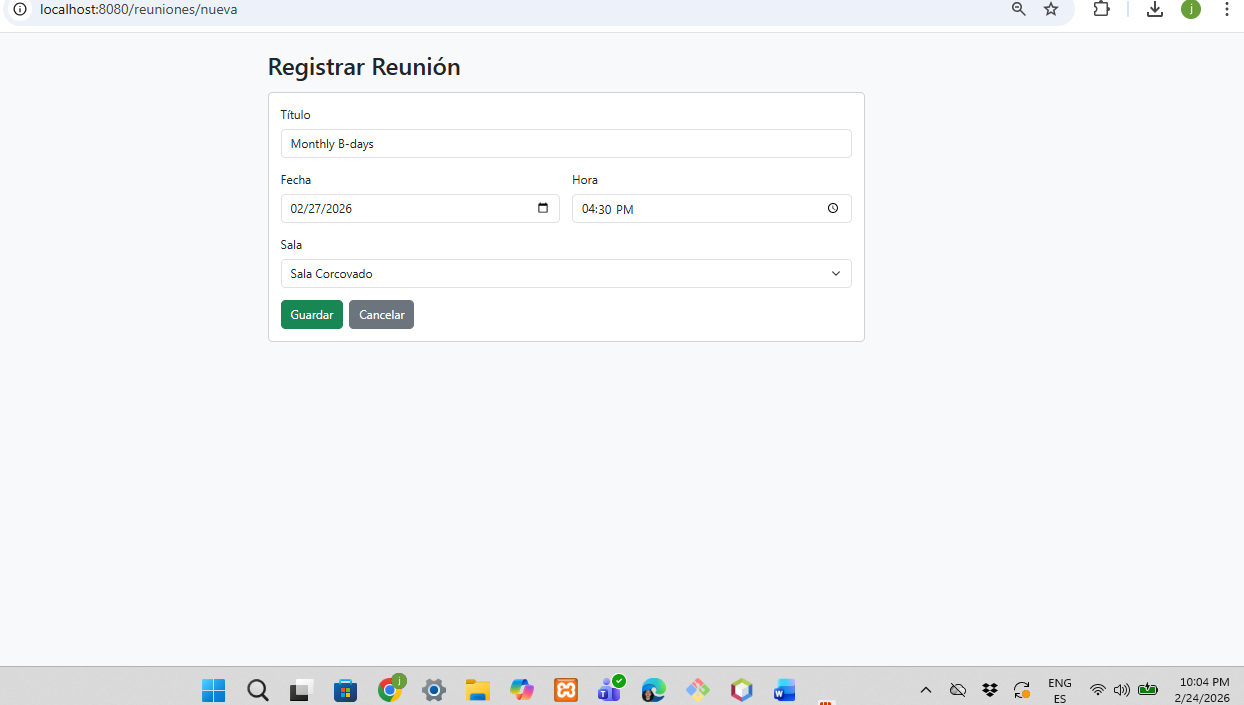 localhost:8080/reuniones/nueva
j
Registrar Reunión
Título
Monthly B-days
Fecha
Hora
02/27/2026
04:30 PM
Sala
Sala Corcovado
Guardar
Cancelar
j
T
W
ENG
ES
10:04 PM
2/24/2026